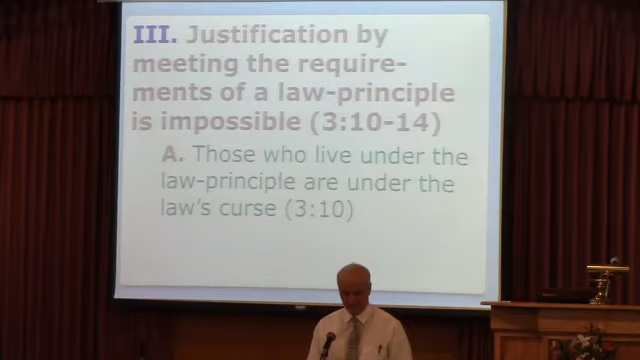 III. Justification by
meeting the require-
ments of a law-principle
is impossible (3:10-14)
A. Those who live under the
law-principle are under the
law's curse (3:10)